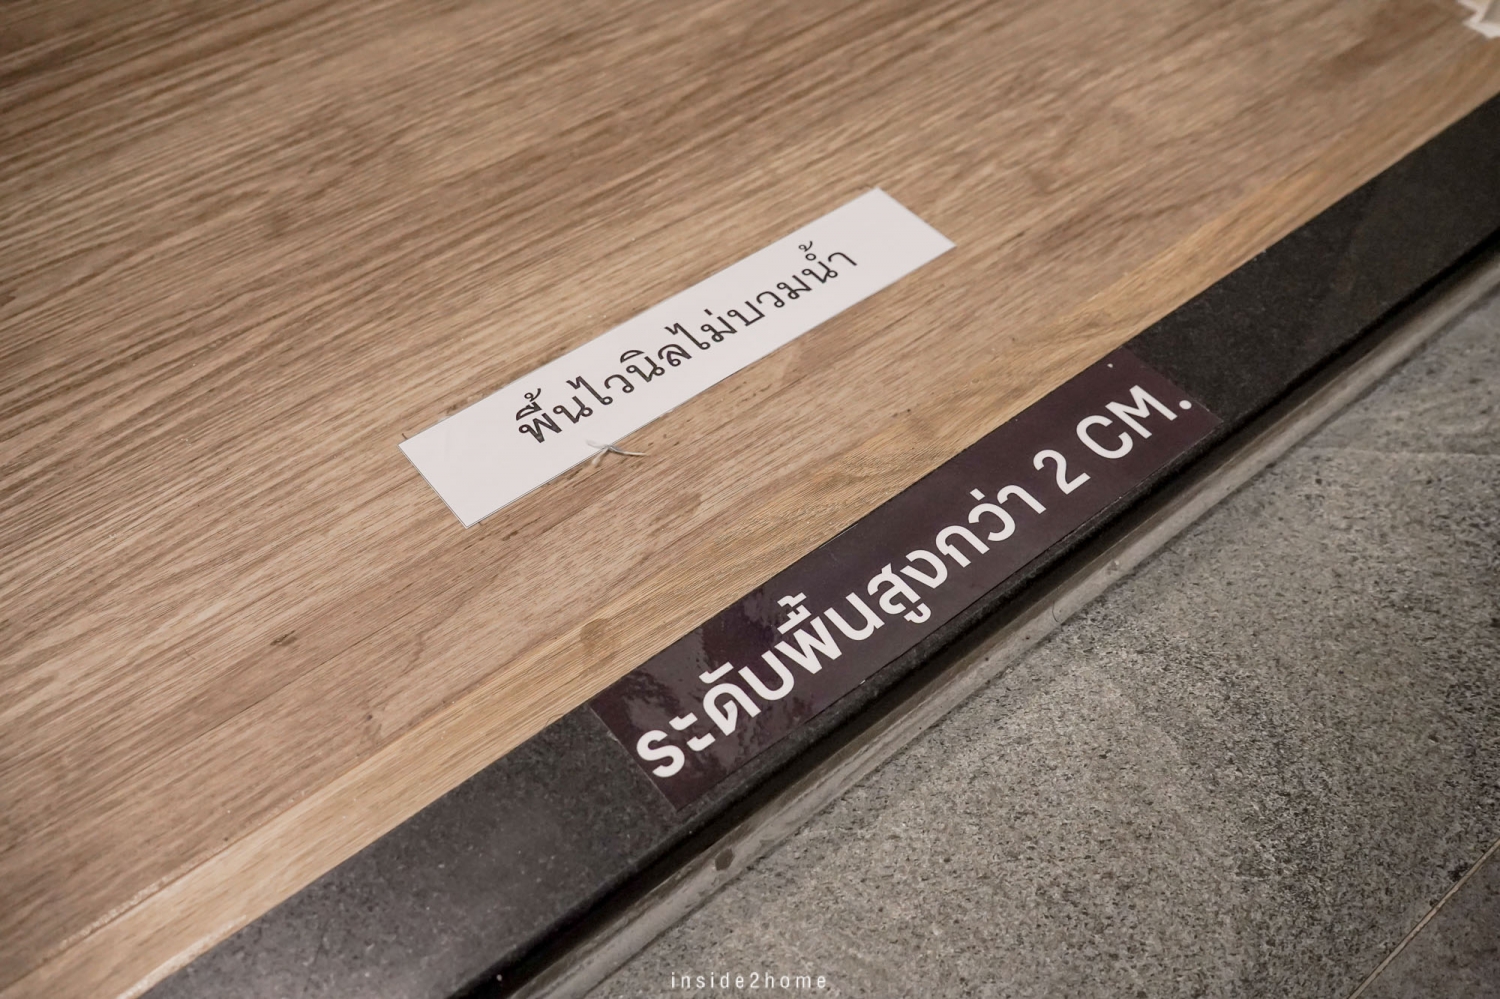 พื้นไวนิลไม่บวมน้ำ
ระดับพื้นสูงกว่า 2 CM.
inside2home